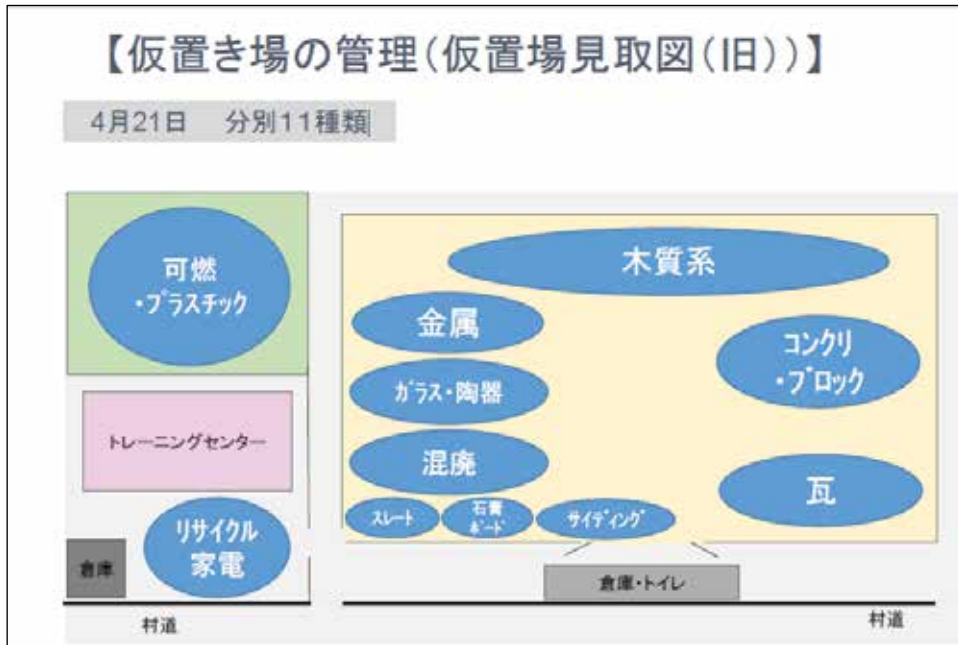 【仮置き場の管理(仮置場見取図(旧))】
4月21日 分別11種類
可燃
・プラスチック
木質系
金属
コンクリ
・ブロック
ガラス・陶器
トレーニングセンター
混廃
瓦
スレート
石膏
ボード
サイディング
リサイクル
家電
倉庫
倉庫・トイレ
村道
村道